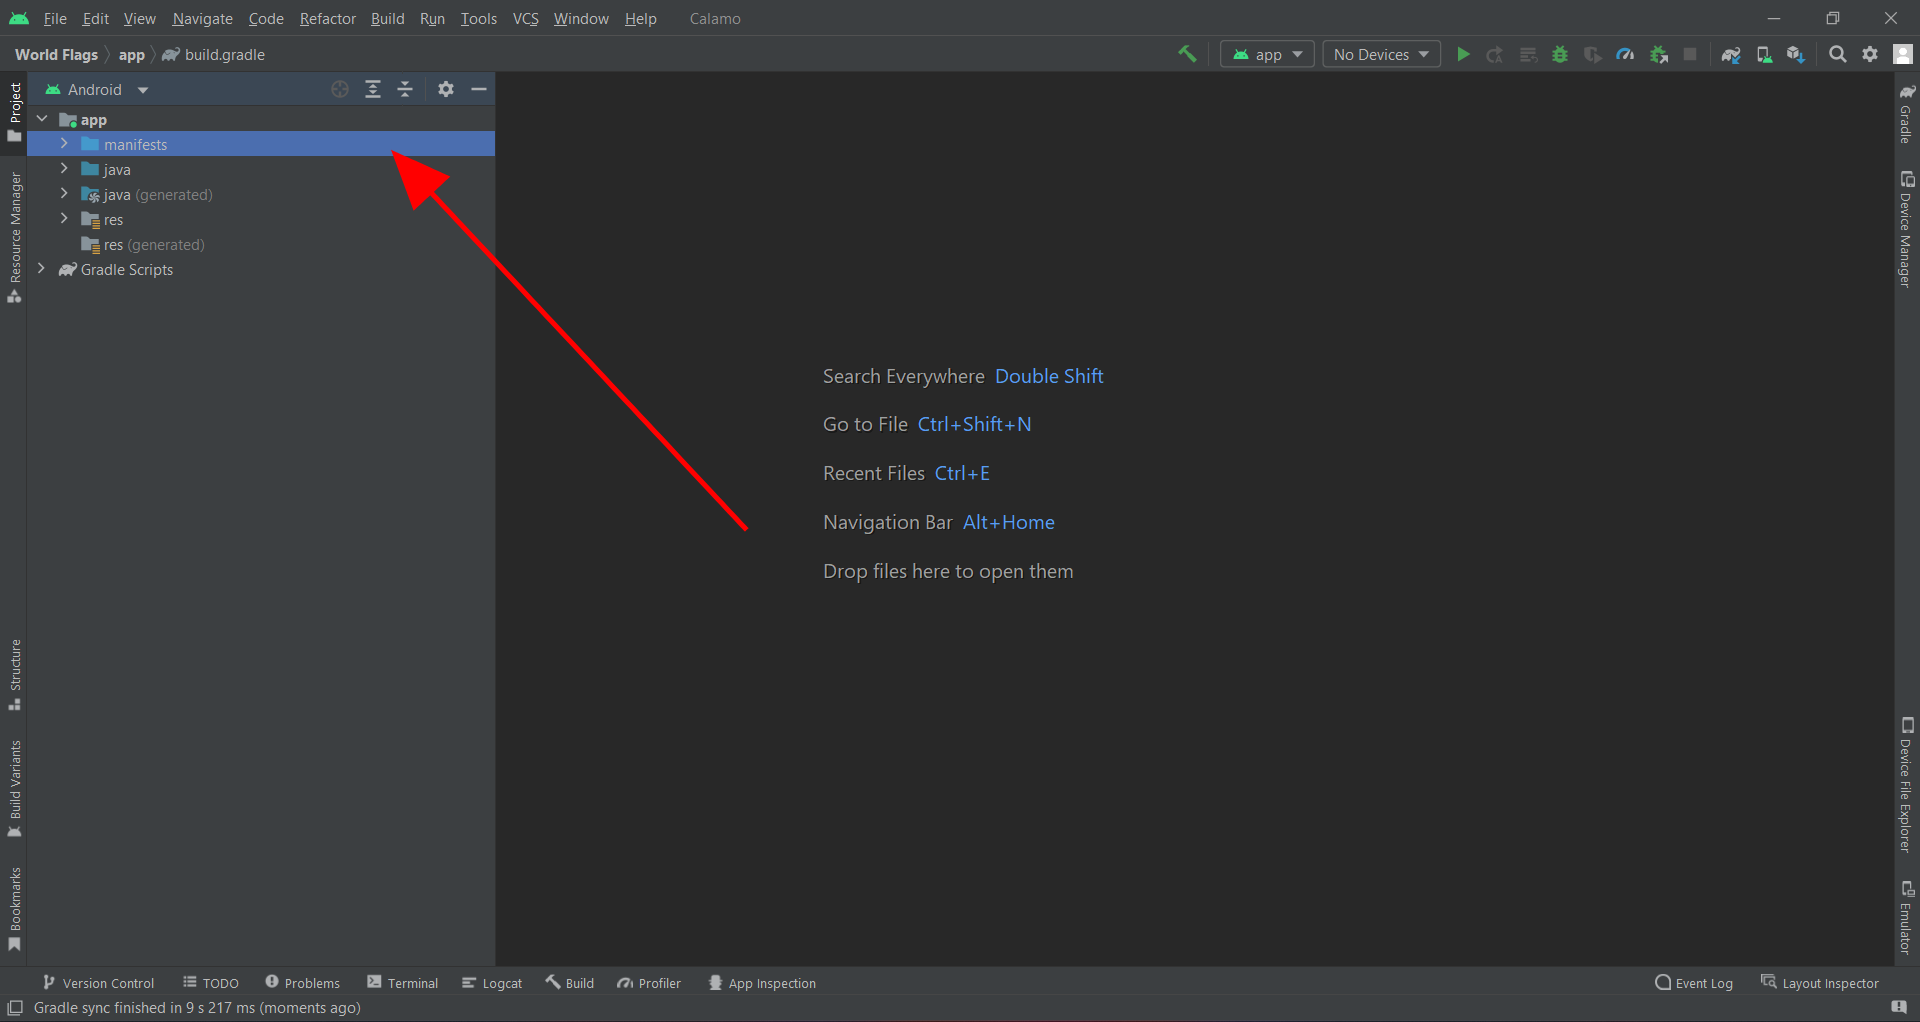 File Edit View Navigate Code Refactor Build Run Tools VCS Window Help Calamo
World Flags app build.gradle
app No Devices
Project
Resource Manager
Structure
Build Variants
Bookmarks
Android
app
manifests
java
java (generated)
res
res (generated)
Gradle Scripts
Search Everywhere Double Shift
Go to File Ctrl+Shift+N
Recent Files Ctrl+E
Navigation Bar Alt+Home
Drop files here to open them
Gradle
Device Manager
Device File Explorer
Emulator
Version Control TODO Problems Terminal Logcat Build Profiler App Inspection Event Log Layout Inspector
Gradle sync finished in 9 s 217 ms (moments ago)